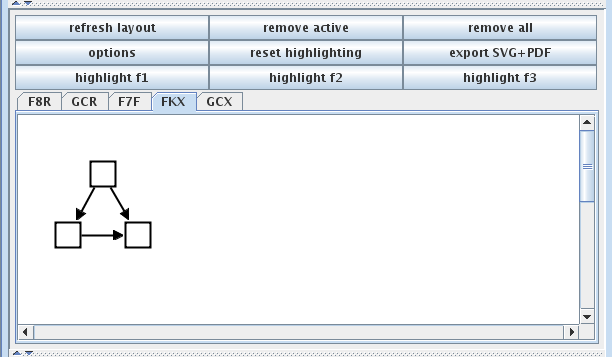 refresh layout remove active remove all
options reset highlighting export SVG+PDF
highlight f1 highlight f2 highlight f3
F8R GCR F7F FKX GCX